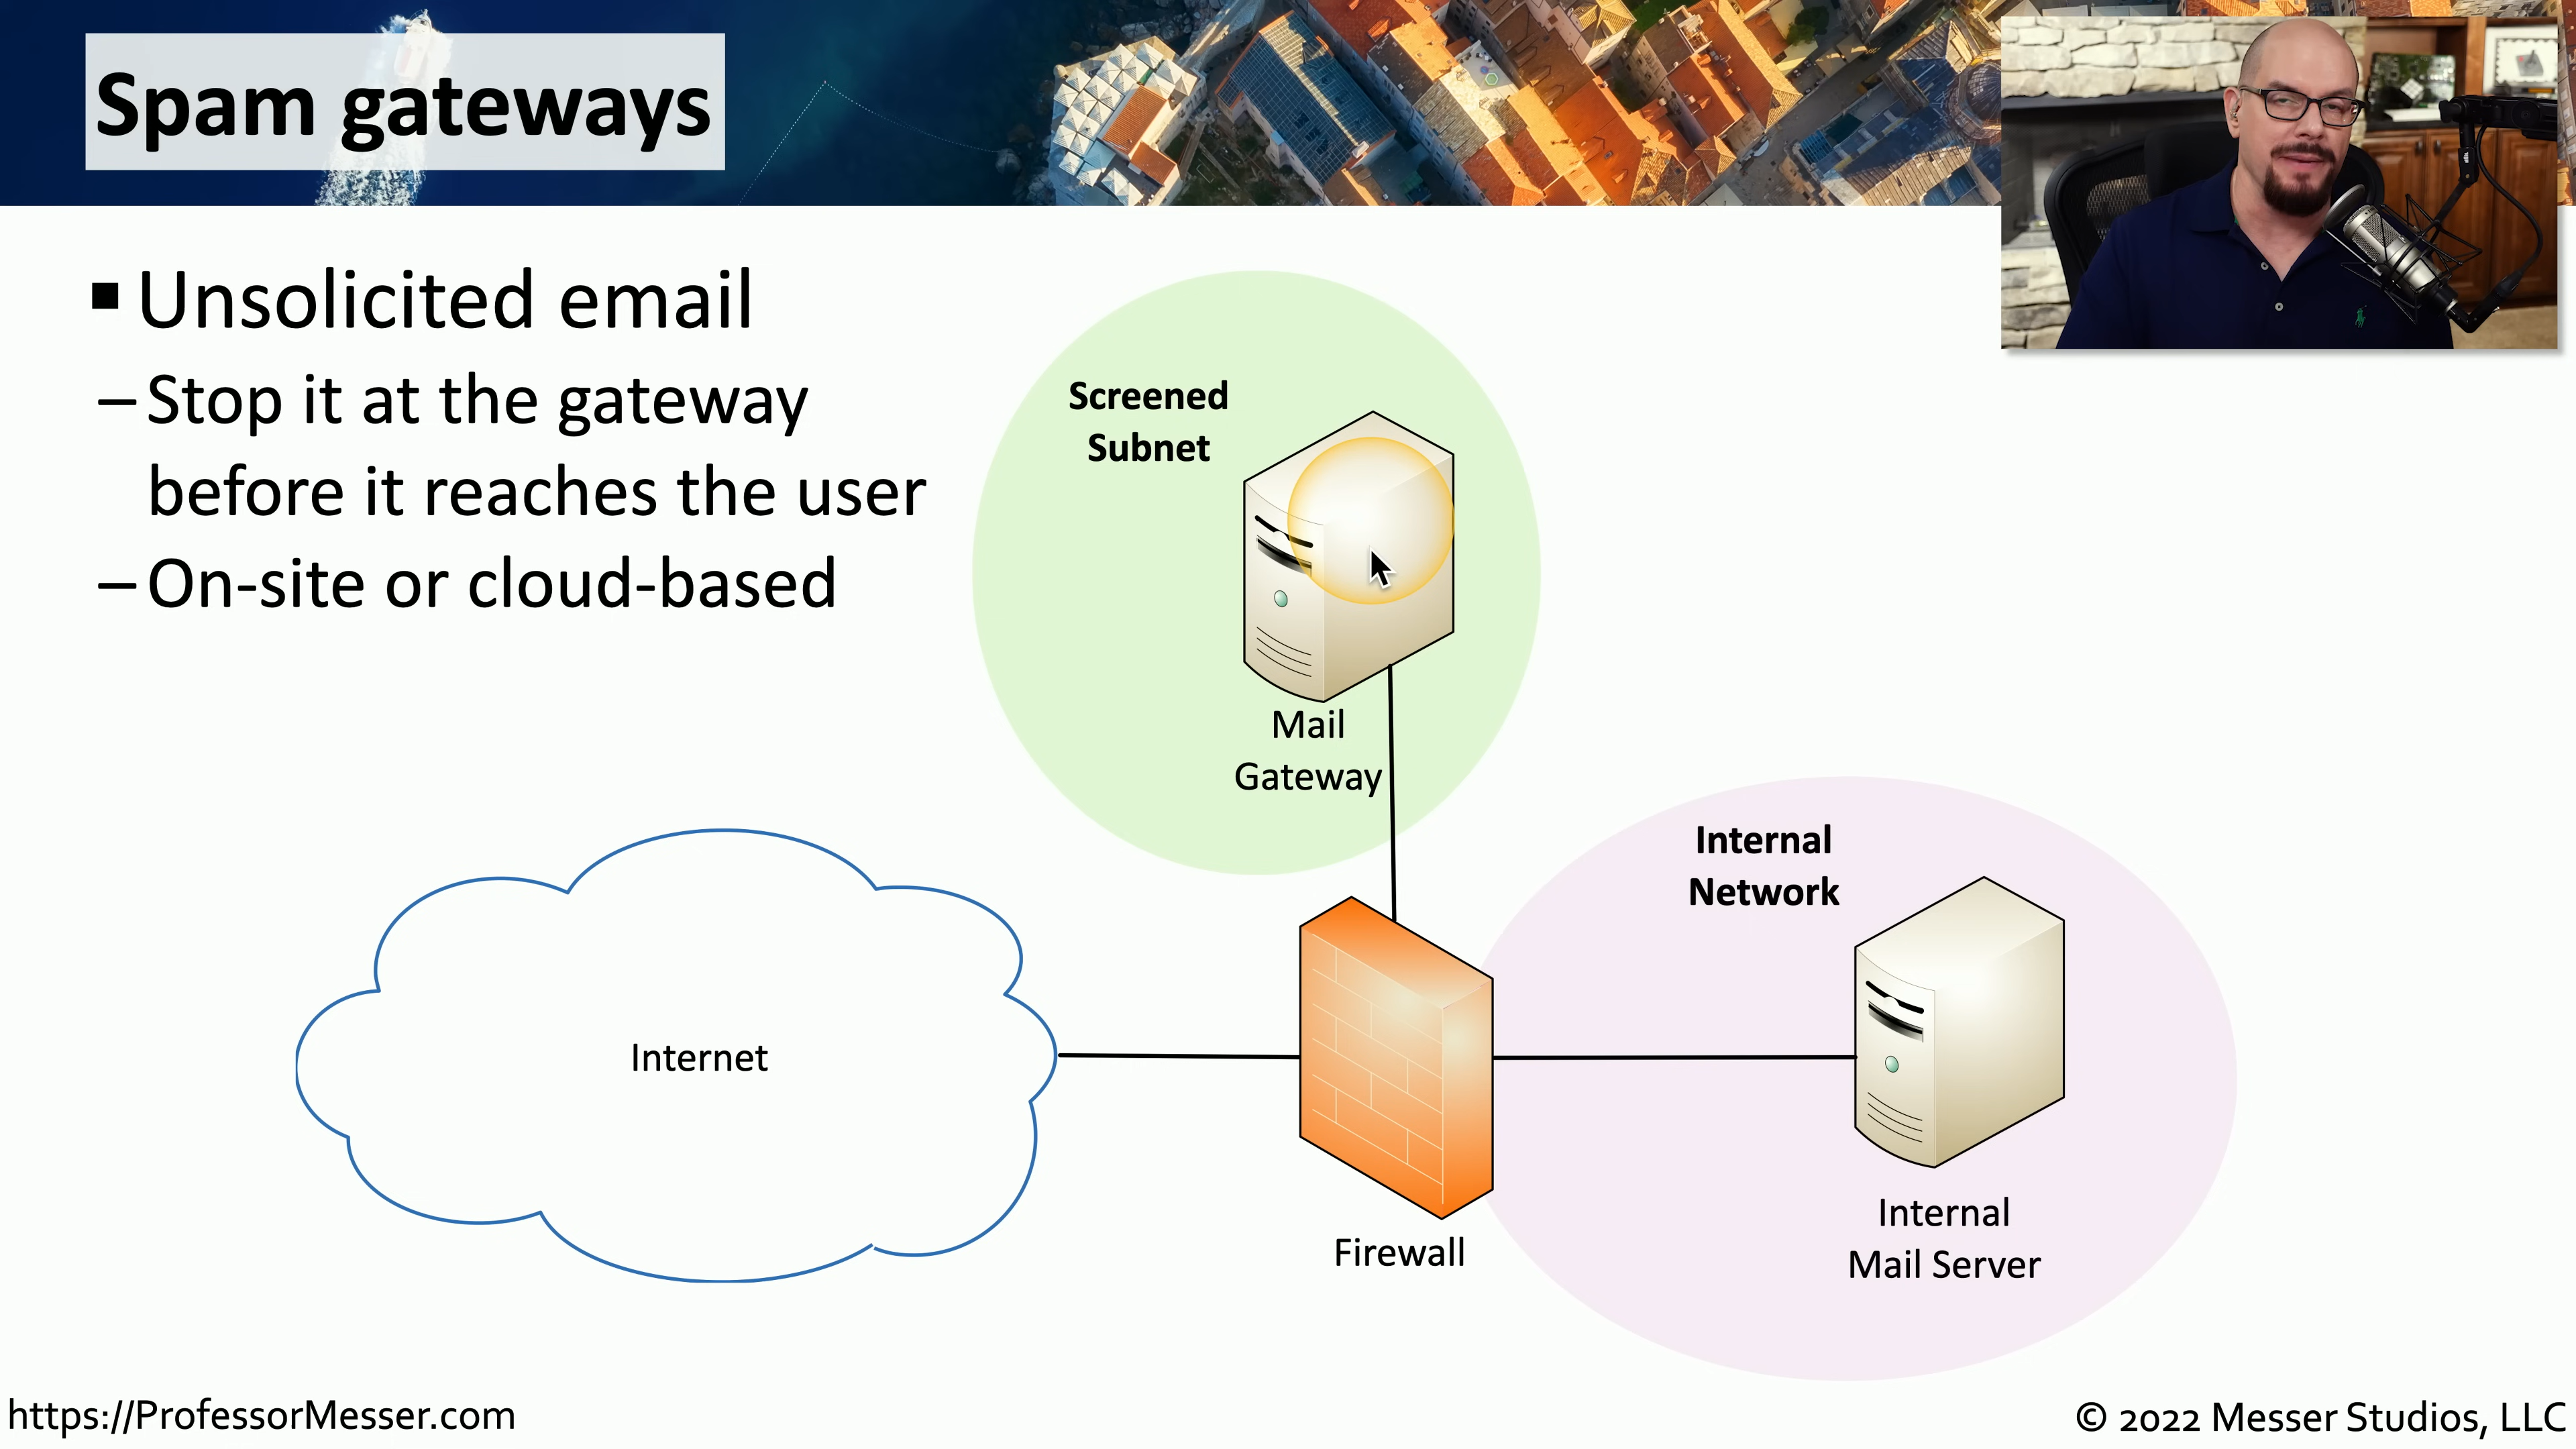 Spam gateways
▪ Unsolicited email
– Stop it at the gateway
before it reaches the user
– On-site or cloud-based
Screened
Subnet
Mail
Gateway
Internal
Network
Internet
Firewall
Internal
Mail Server
https://ProfessorMesser.com
© 2022 Messer Studios, LLC